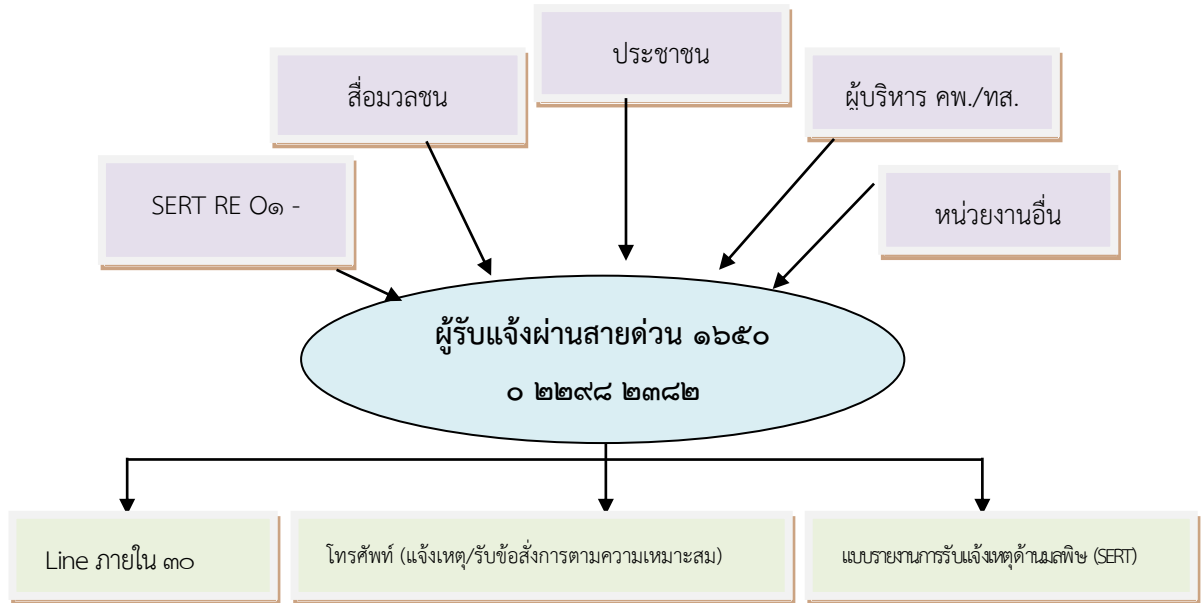 ประชาชน
สื่อมวลชน
ผู้บริหาร คพ./ทส.
SERT RE O๑ -
หน่วยงานอื่น
ผู้รับแจ้งผ่านสายด่วน ๑๖๕๐
๐ ๒๒๙๘ ๒๓๘๒
Line ภายใน ๓๐
โทรศัพท์ (แจ้งเหตุ/รับข้อสั่งการตามความเหมาะสม)
แบบรายงานการรับแจ้งเหตุด้านมลพิษ (SERT)